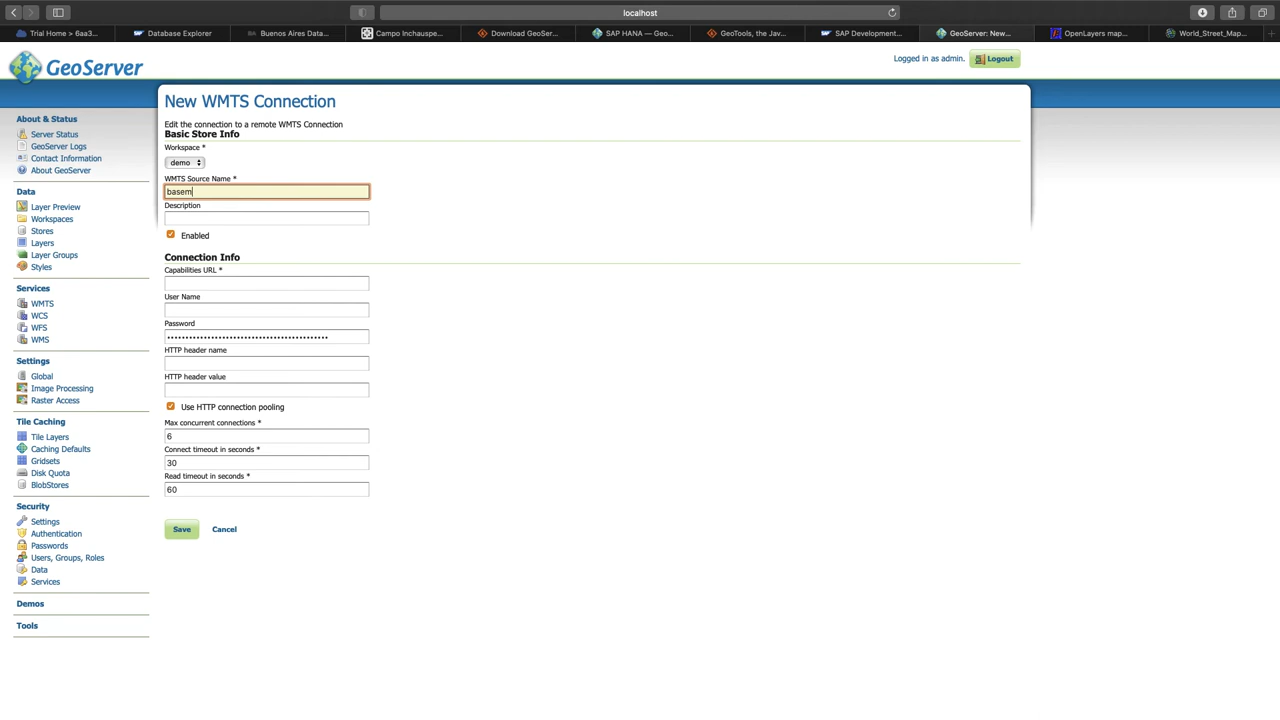 localhost
Trial Home > 6aa3...
Database Explorer
Buenos Aires Data...
Campo Inchauspe...
Download GeoSer...
SAP HANA — Geo...
GeoTools, the Jav...
SAP Development...
GeoServer: New...
OpenLayers map...
World_Street_Map...
GeoServer
Logged in as admin.
Logout
About & Status
Server Status
GeoServer Logs
Contact Information
About GeoServer
Data
Layer Preview
Workspaces
Stores
Layers
Layer Groups
Styles
Services
WMTS
WCS
WFS
WMS
Settings
Global
Image Processing
Raster Access
Tile Caching
Tile Layers
Caching Defaults
Gridsets
Disk Quota
BlobStores
Security
Settings
Authentication
Passwords
Users, Groups, Roles
Data
Services
Demos
Tools
New WMTS Connection
Edit the connection to a remote WMTS Connection
Basic Store Info
Workspace *
demo
WMTS Source Name *
basem
Description
Enabled
Connection Info
Capabilities URL *
User Name
Password
HTTP header name
HTTP header value
Use HTTP connection pooling
Max concurrent connections *
6
Connect timeout in seconds *
30
Read timeout in seconds *
60
Save
Cancel